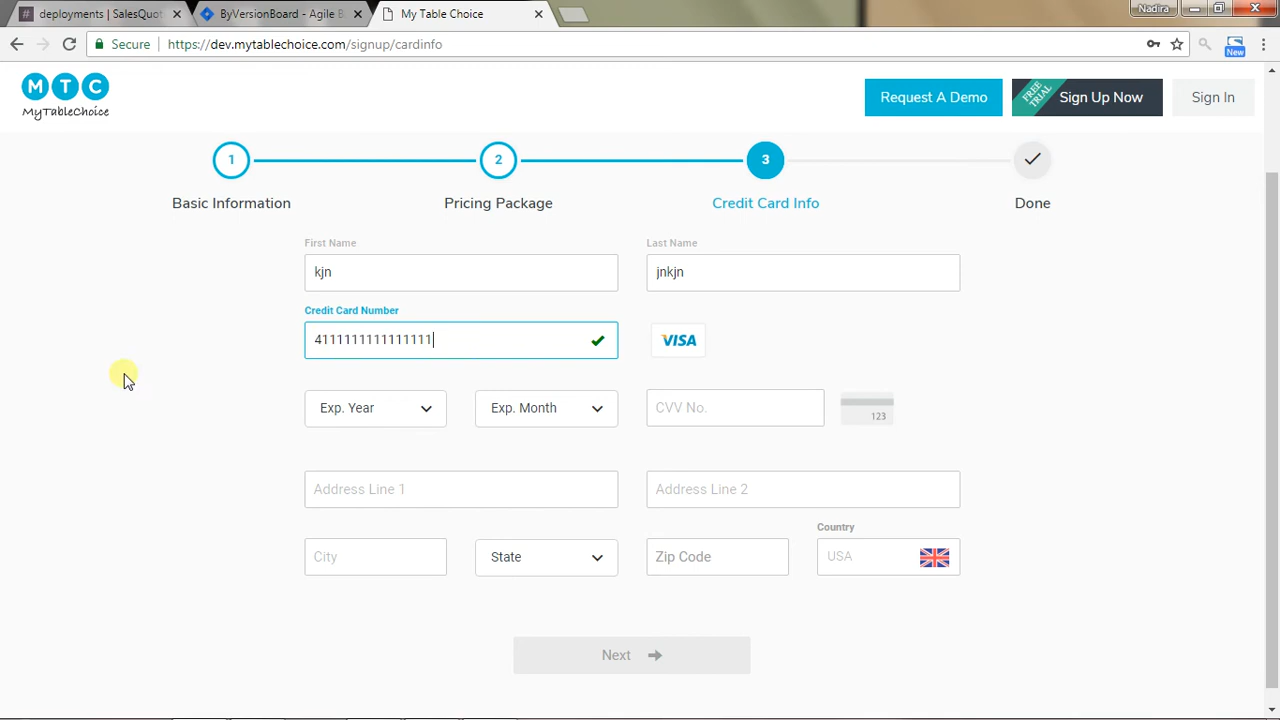 deployments | SalesQuot
ByVersionBoard - Agile B
My Table Choice
Nadira
Secure
https://dev.mytablechoice.com/signup/cardinfo
New
M T C
MyTableChoice
Request A Demo
FREE TRIAL
Sign Up Now
Sign In
1
2
3
Basic Information
Pricing Package
Credit Card Info
Done
First Name
Last Name
kjn
jnkjn
Credit Card Number
4111111111111111
VISA
Exp. Year
Exp. Month
CVV No.
123
Address Line 1
Address Line 2
Country
City
State
Zip Code
USA
Next